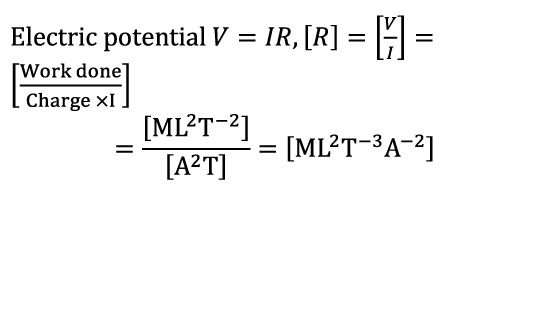 Electric potential V = IR, [R] = [V/I] =
[Work done/Charge ×I]
= [ML²T⁻²]/[A²T] = [ML²T⁻³A⁻²]